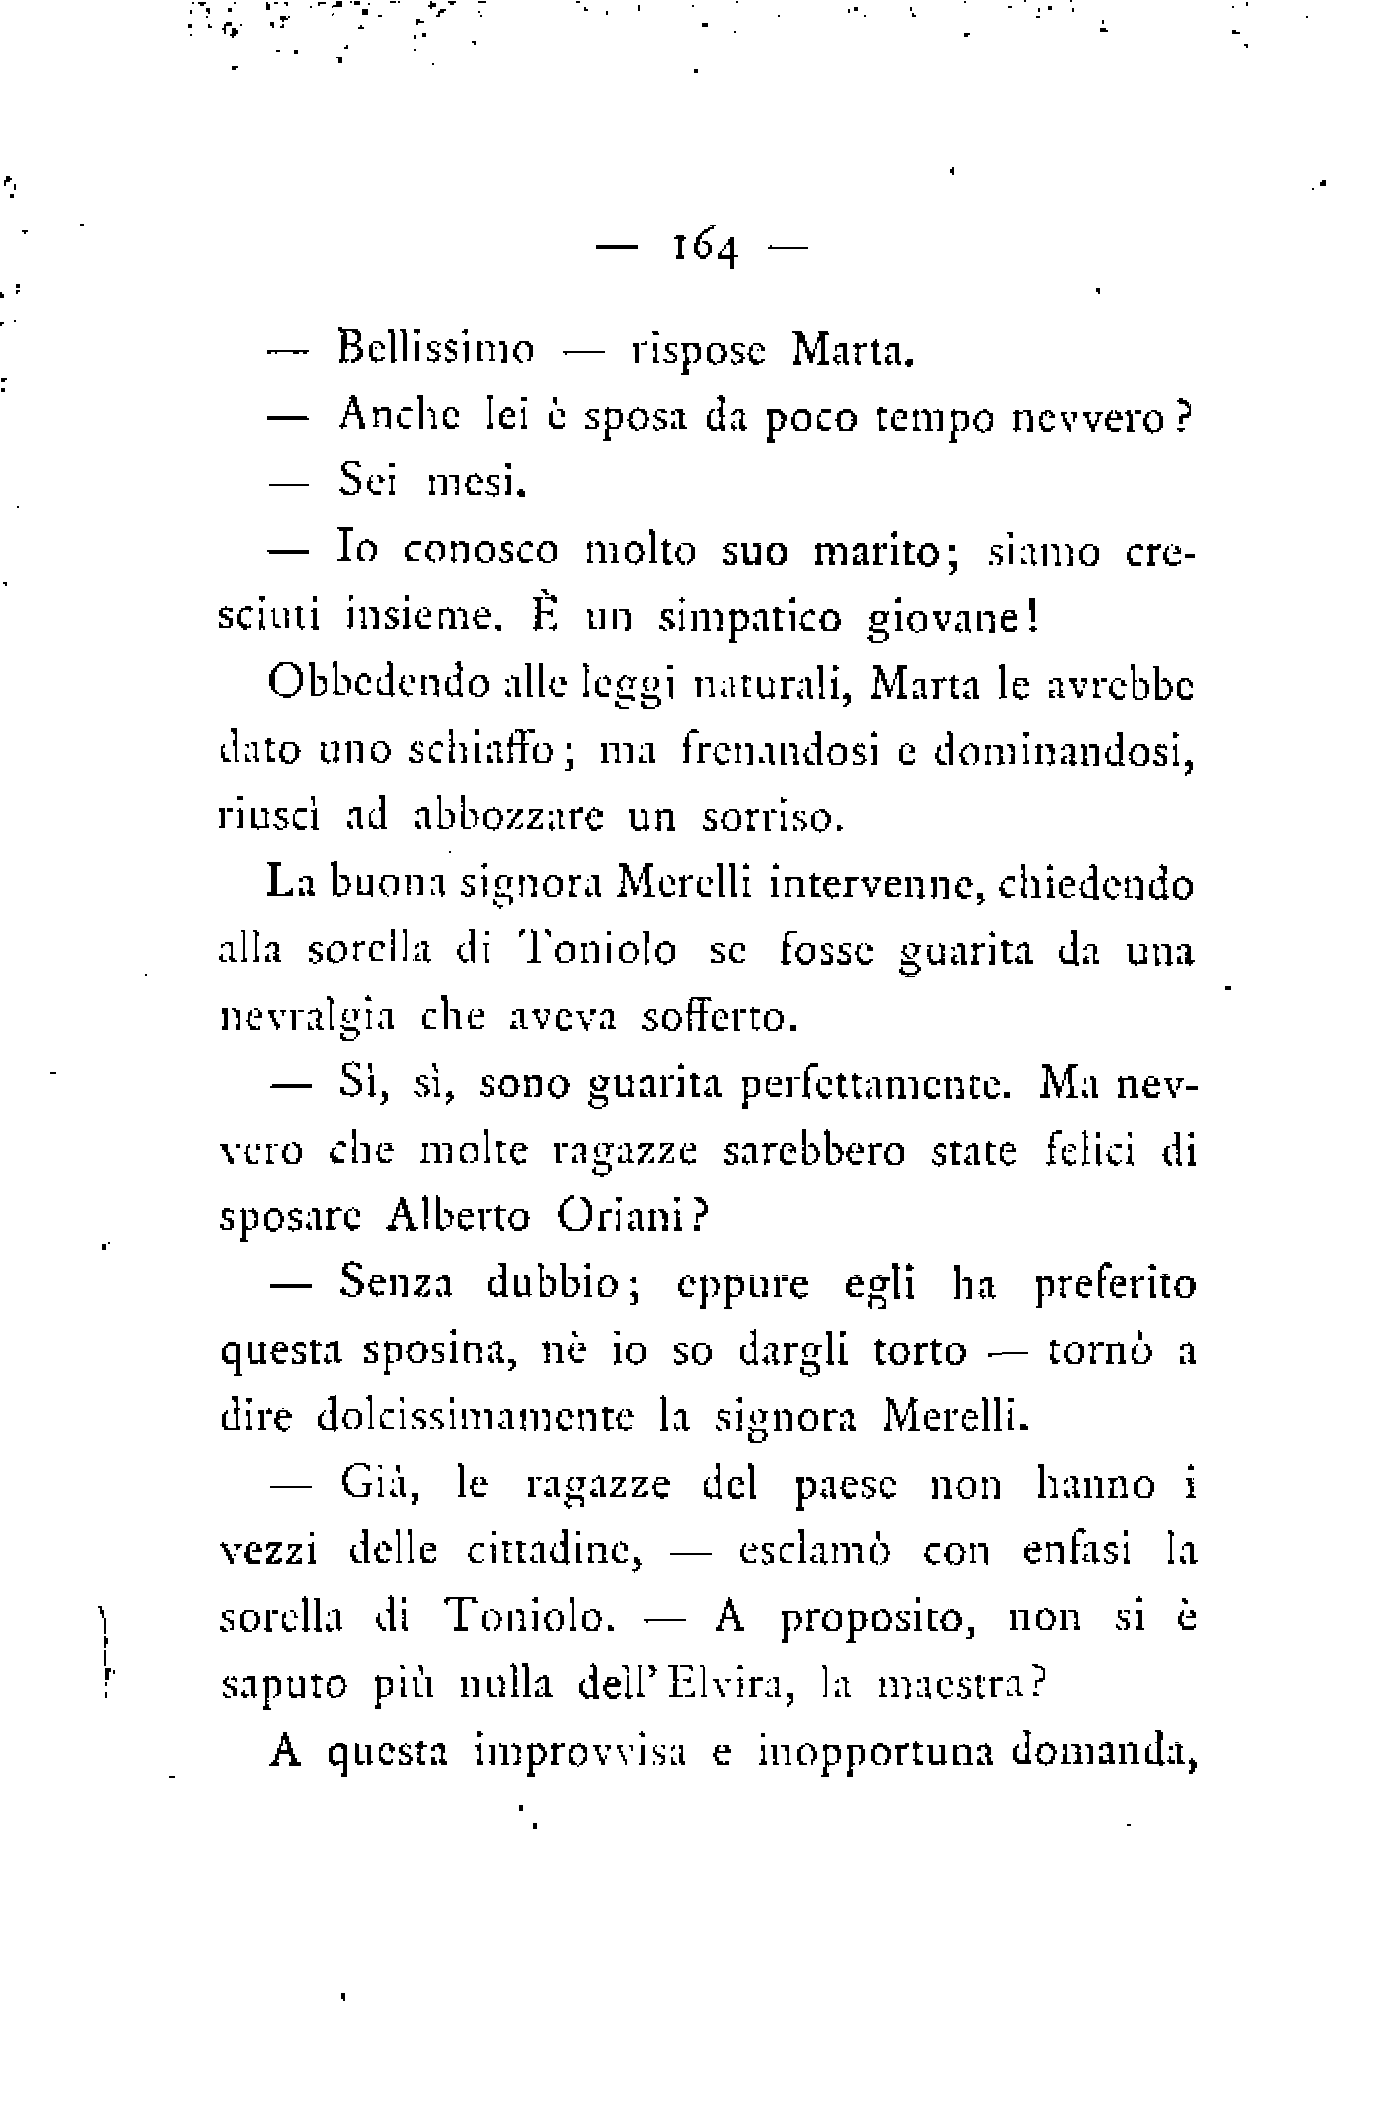 — 164 —
— Bellissimo — rispose Marta.
— Anche lei è sposa da poco tempo nevvero?
— Sei mesi.
— Io conosco molto suo marito; siamo cre-
sciuti insieme. È un simpatico giovane!
Obbedendo alle leggi naturali, Marta le avrebbe
dato uno schiaffo; ma frenandosi e dominandosi,
riuscì ad abbozzare un sorriso.
La buona signora Merelli intervenne, chiedendo
alla sorella di Toniolo se fosse guarita da una
nevralgia che aveva sofferto.
— Sì, sì, sono guarita perfettamente. Ma nev-
vero che molte ragazze sarebbero state felici di
sposare Alberto Oriani?
— Senza dubbio; eppure egli ha preferito
questa sposina, nè io so dargli torto — tornò a
dire dolcissimamente la signora Merelli.
— Già, le ragazze del paese non hanno i
vezzi delle cittadine, — esclamò con enfasi la
sorella di Toniolo. — A proposito, non si è
saputo più nulla dell' Elvira, la maestra?
A questa improvvisa e inopportuna domanda,